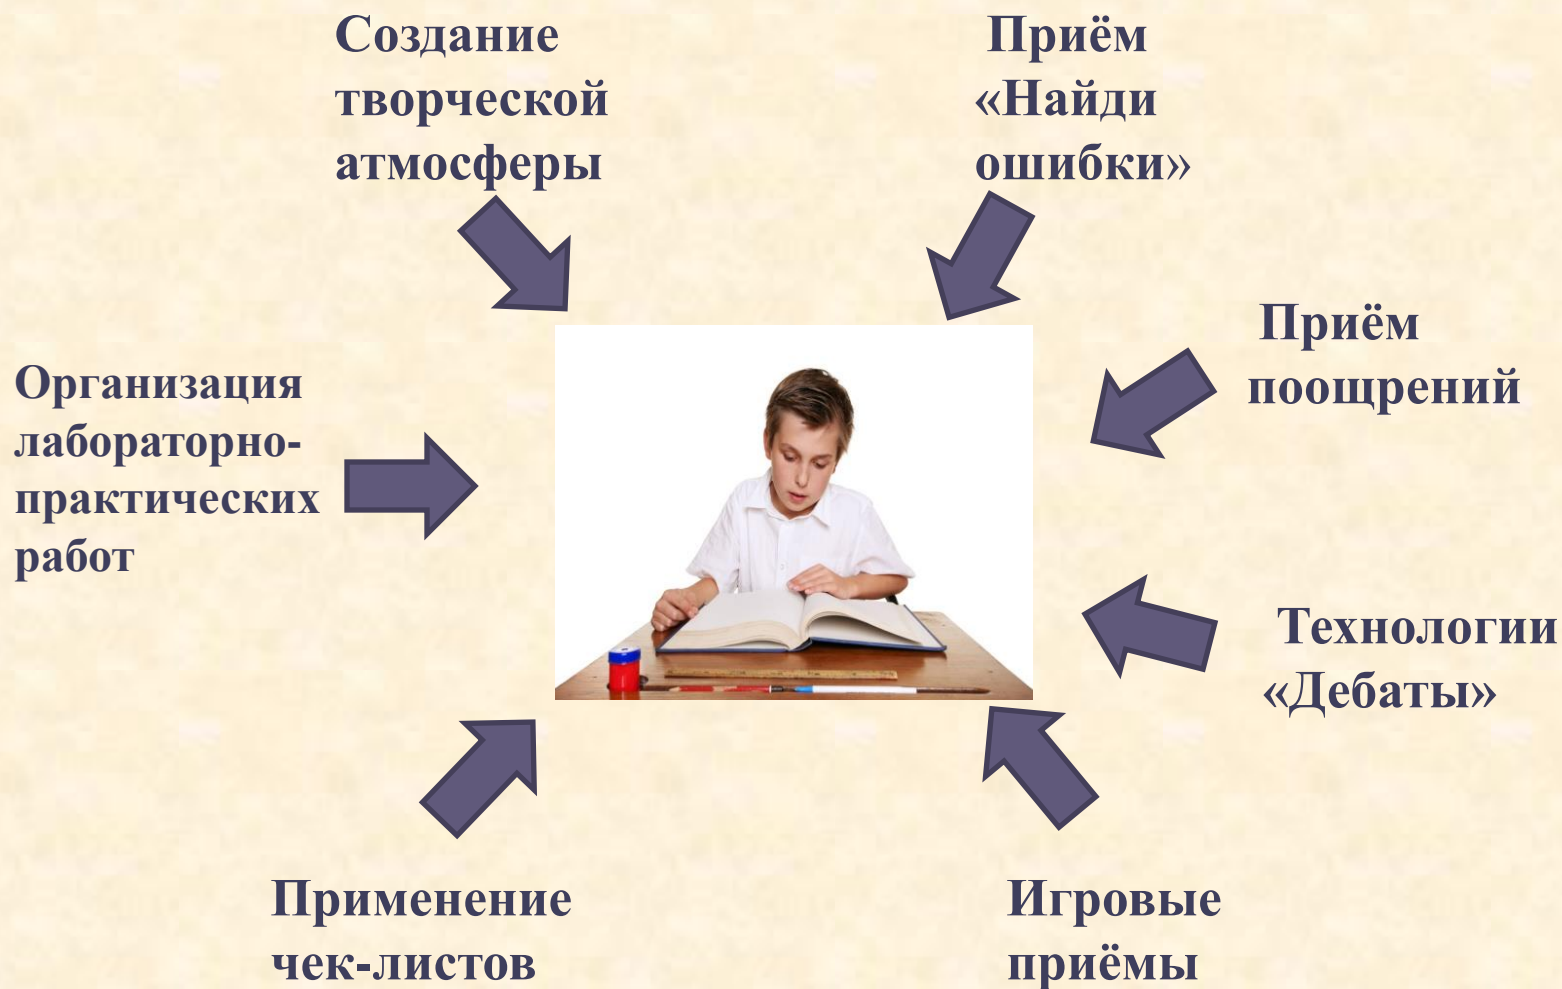 Создание
творческой
атмосферы
Приём
«Найди
ошибки»
Приём
поощрений
Организация
лабораторно-
практических
работ
Технологии
«Дебаты»
Применение
чек-листов
Игровые
приёмы